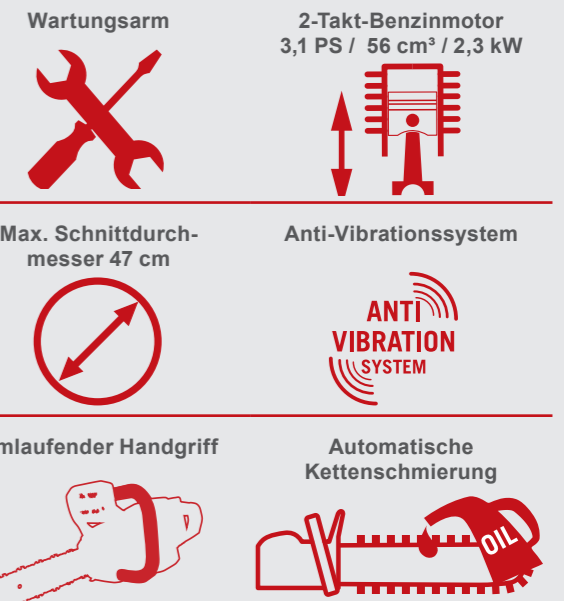 Wartungsarm
2-Takt-Benzinmotor
3,1 PS / 56 cm³ / 2,3 kW
Max. Schnittdurch-
messer 47 cm
Anti-Vibrationssystem
ANTI
VIBRATION
SYSTEM
mlaufender Handgriff
Automatische
Kettenschmierung
OIL